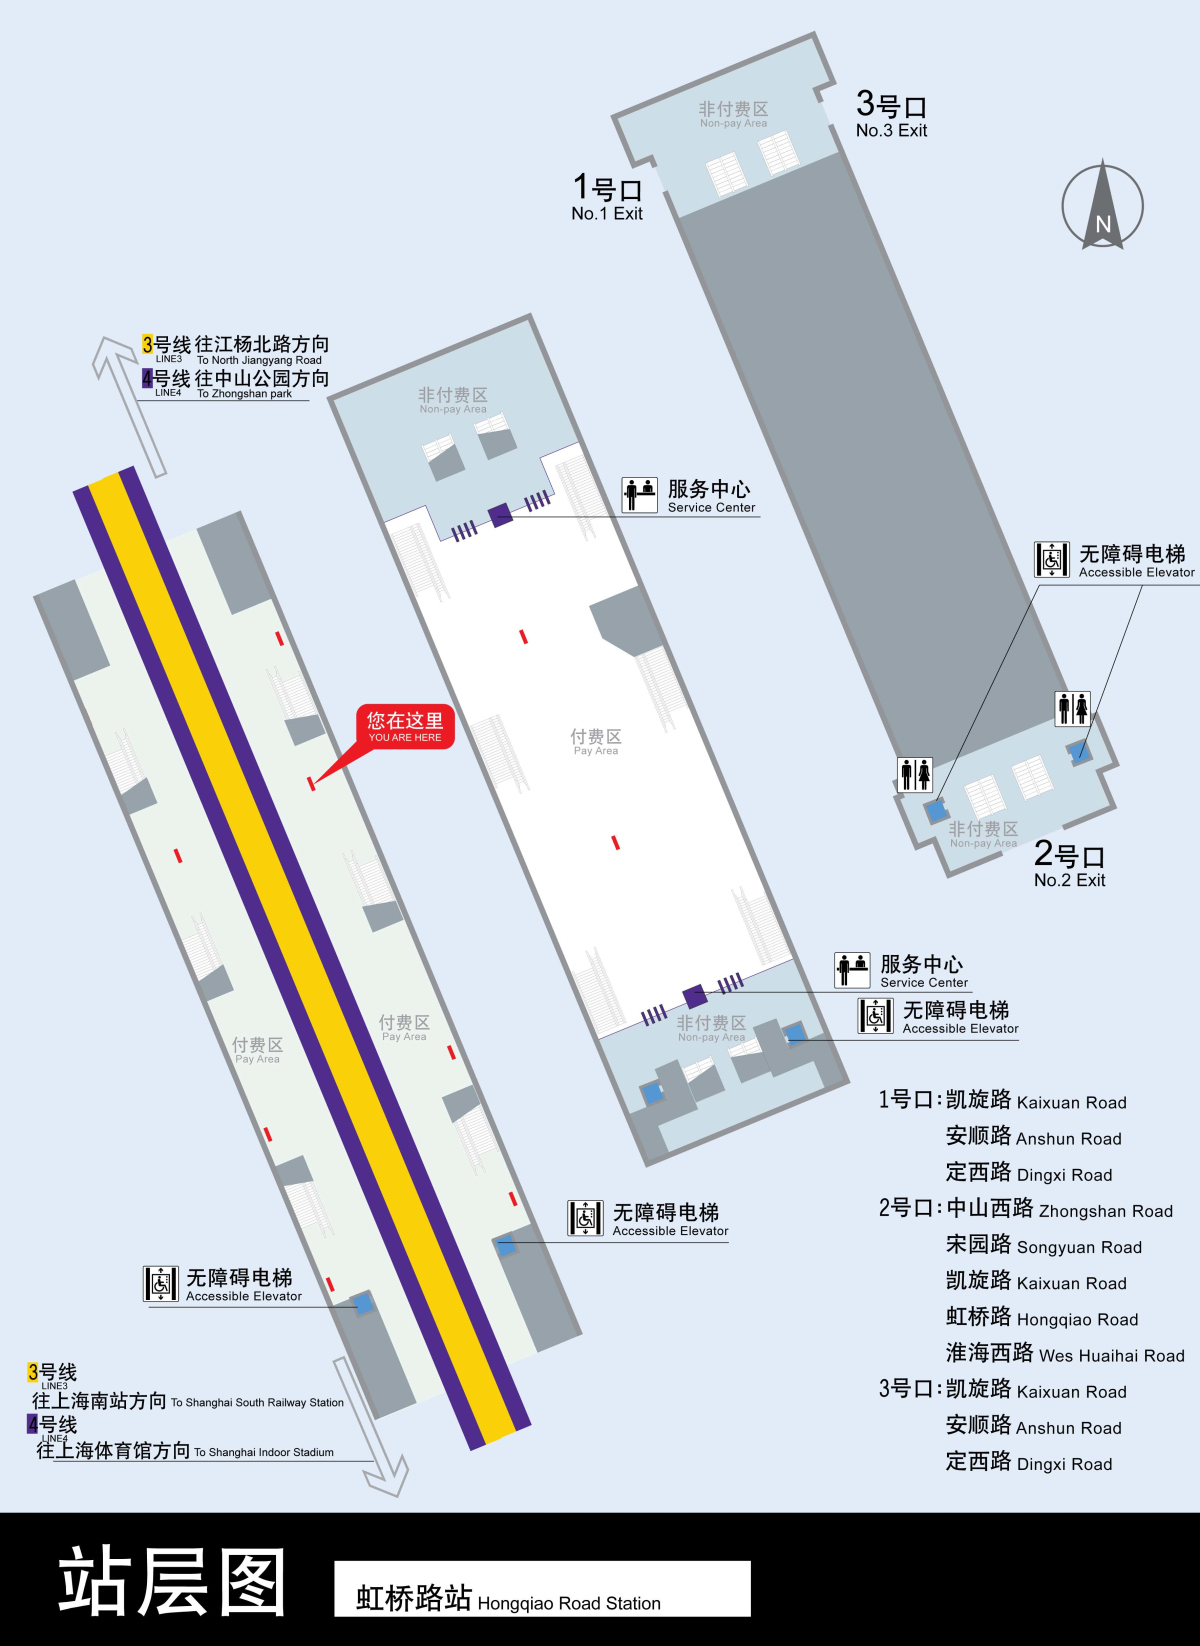 非付费区
Non-pay Area
3号口
No.3 Exit
1号口
No.1 Exit
N
3号线 往江杨北路方向
LINE3 To North Jiangyang Road
4号线 往中山公园方向
LINE4 To Zhongshan park
非付费区
Non-pay Area
服务中心
Service Center
无障碍电梯
Accessible Elevator
您在这里
YOU ARE HERE
付费区
Pay Area
非付费区
Non-pay Area
2号口
No.2 Exit
服务中心
Service Center
无障碍电梯
Accessible Elevator
非付费区
Non-pay Area
付费区
Pay Area
付费区
Pay Area
无障碍电梯
Accessible Elevator
无障碍电梯
Accessible Elevator
1号口:凯旋路 Kaixuan Road
安顺路 Anshun Road
定西路 Dingxi Road
2号口:中山西路 Zhongshan Road
宋园路 Songyuan Road
凯旋路 Kaixuan Road
虹桥路 Hongqiao Road
淮海西路 Wes Huaihai Road
3号口:凯旋路 Kaixuan Road
安顺路 Anshun Road
定西路 Dingxi Road
3号线
LINE3
往上海南站方向 To Shanghai South Railway Station
4号线
LINE4
往上海体育馆方向 To Shanghai Indoor Stadium
站层图
虹桥路站 Hongqiao Road Station